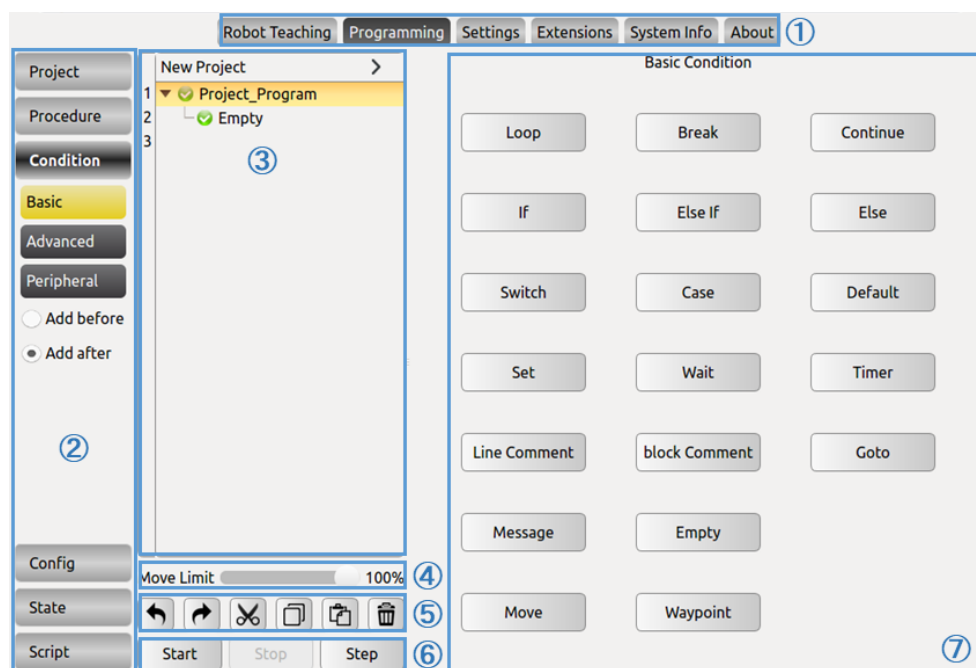 Robot Teaching Programming Settings Extensions System Info About ①
Project
Procedure
Condition
Basic
Advanced
Peripheral
Add before
Add after
②
Config
State
Script
New Project >
1 Project_Program
2 Empty
3
③
Move Limit 100% ④
⑤
Start Stop Step ⑥
Basic Condition
Loop Break Continue
If Else If Else
Switch Case Default
Set Wait Timer
Line Comment block Comment Goto
Message Empty
Move Waypoint
⑦